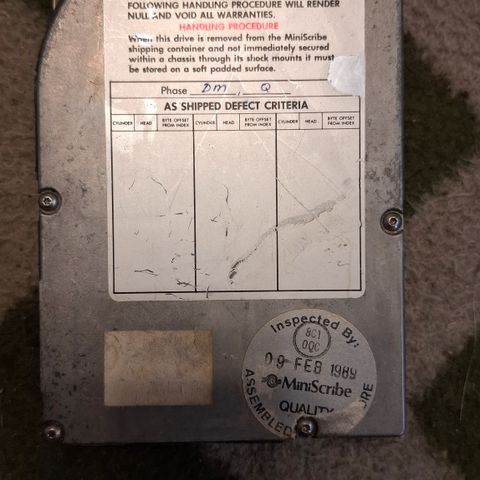 FOLLOWING HANDLING PROCEDURE WILL RENDER
NULL AND VOID ALL WARRANTIES.
HANDLING PROCEDURE
When this drive is removed from the MiniScribe
shipping container and not immediately secured
within a chassis through its shock mounts it must
be stored on a soft padded surface.
Phase DM, Q
AS SHIPPED DEFECT CRITERIA
CYLINDER HEAD BYTE OFFSET FROM INDEX CYLINDER HEAD BYTE OFFSET FROM INDEX CYLINDER HEAD BYTE OFFSET FROM INDEX
Inspected By:
OQC
09 FEB 1989
MiniScribe
QUALITY
ASSEMBLED